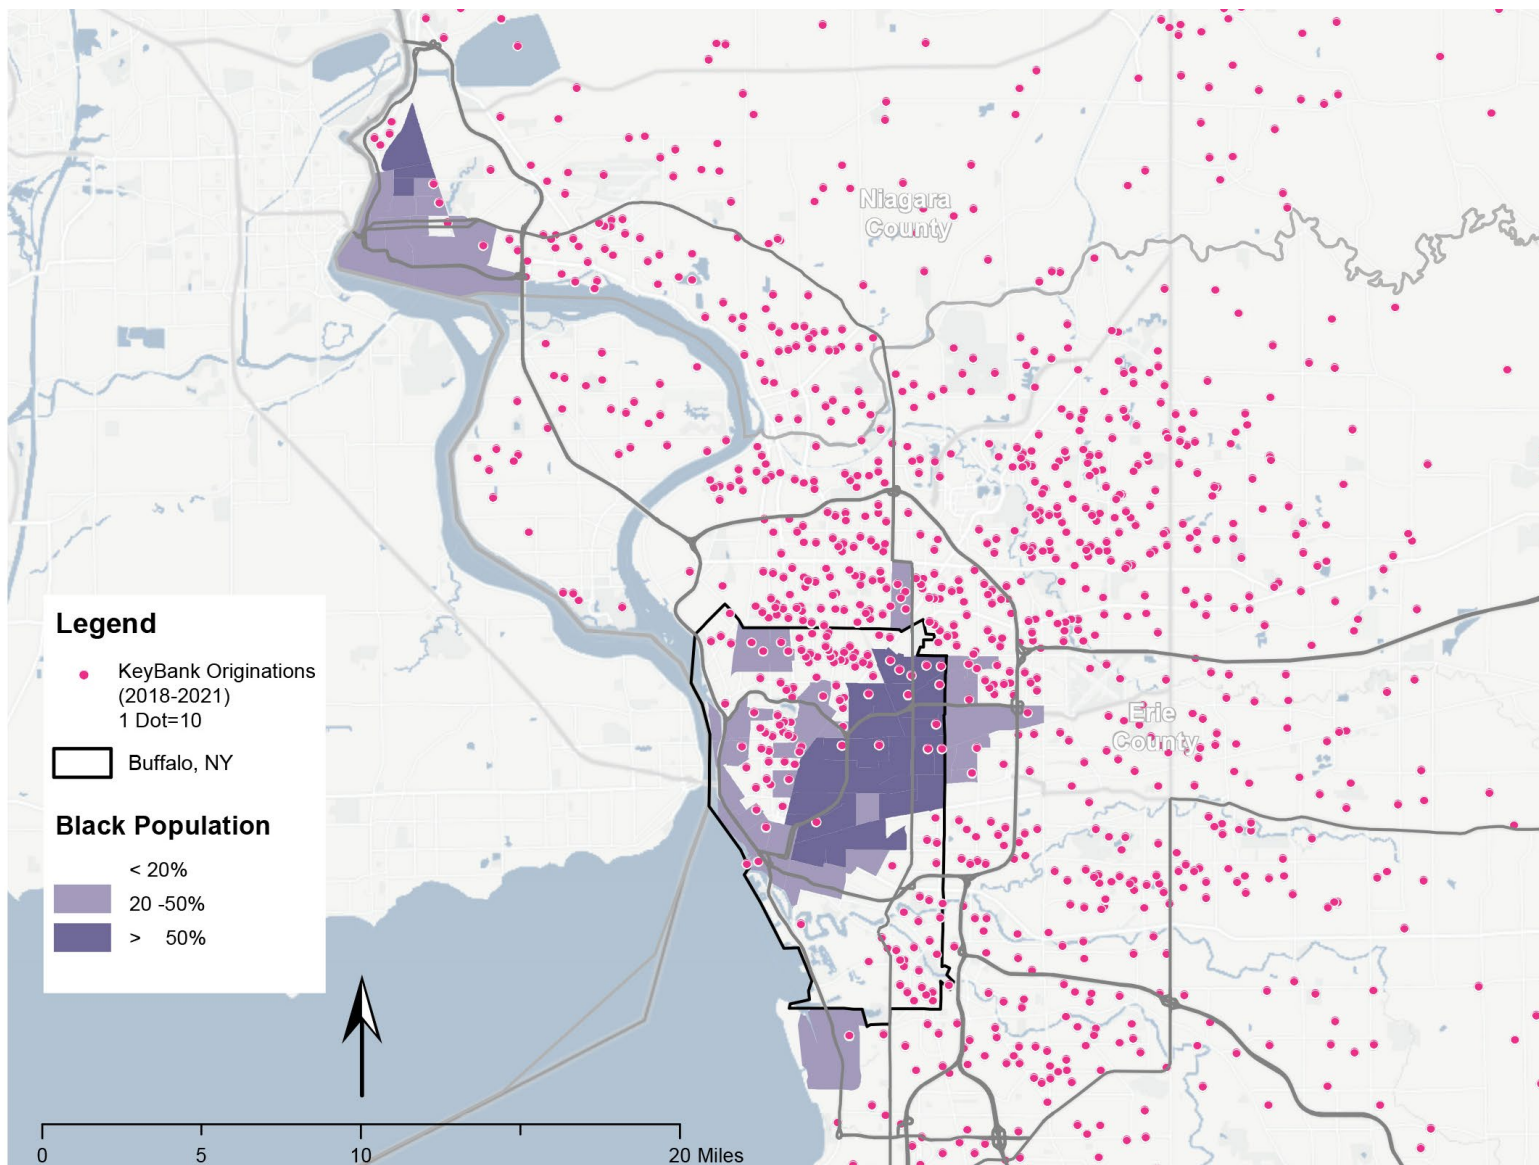 Niagara
County
Legend
KeyBank Originations
(2018-2021)
1 Dot=10
Buffalo, NY
Black Population
< 20%
20 -50%
> 50%
Erie
County
0 5 10 20 Miles